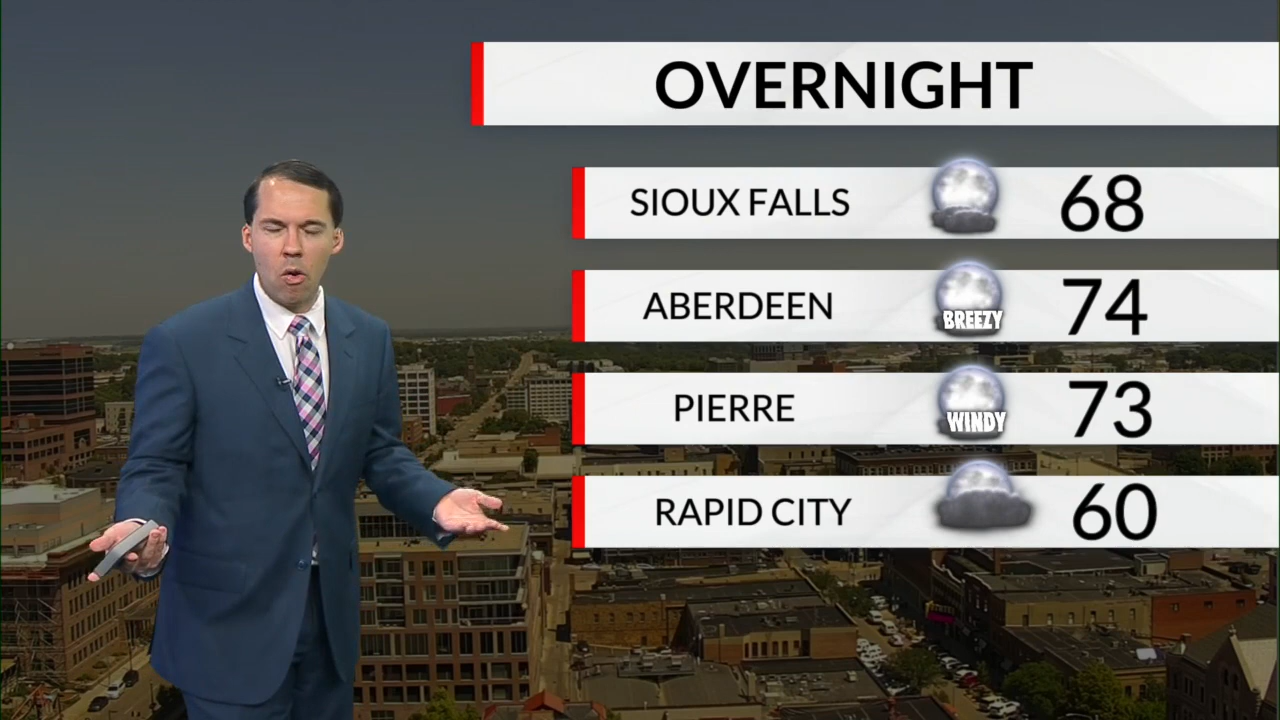 OVERNIGHT
SIOUX FALLS 68
ABERDEEN BREEZY 74
PIERRE WINDY 73
RAPID CITY 60